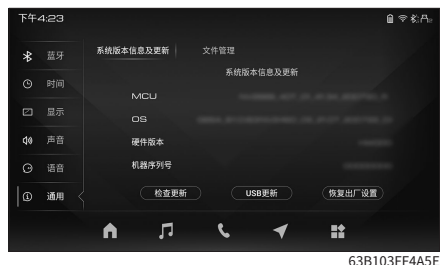 下午4:23
蓝牙
时间
显示
声音
语音
通用
系统版本信息及更新
文件管理
系统版本信息及更新
MCU
OS
硬件版本
机器序列号
检查更新
USB更新
恢复出厂设置
63B103FF4A5F